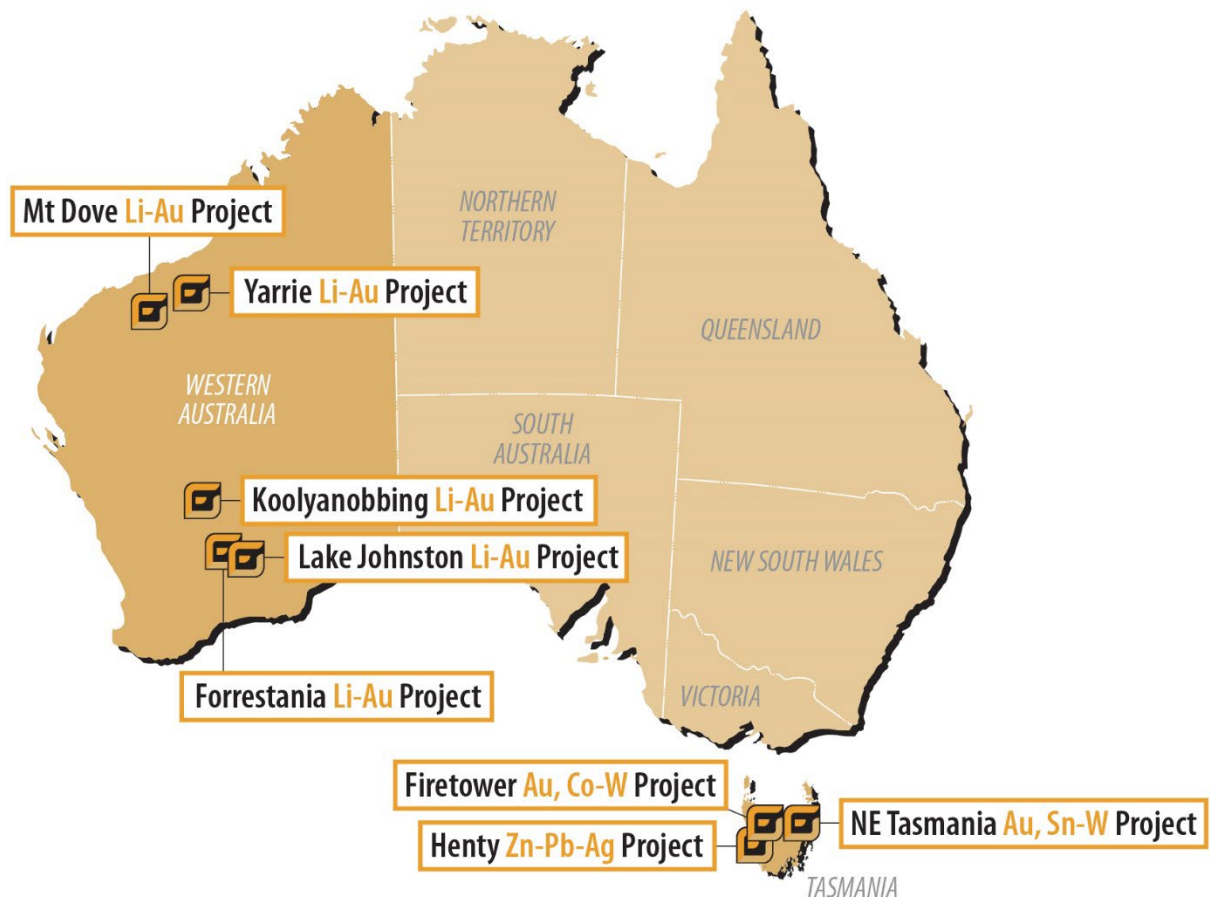 NORTHERN
TERRITORY
Mt Dove Li-Au Project
Yarrie Li-Au Project
QUEENSLAND
WESTERN
AUSTRALIA
SOUTH
AUSTRALIA
Koolyanobbing Li-Au Project
Lake Johnston Li-Au Project
NEW SOUTH WALES
Forrestania Li-Au Project
VICTORIA
Firetower Au, Co-W Project
NE Tasmania Au, Sn-W Project
Henty Zn-Pb-Ag Project
TASMANIA